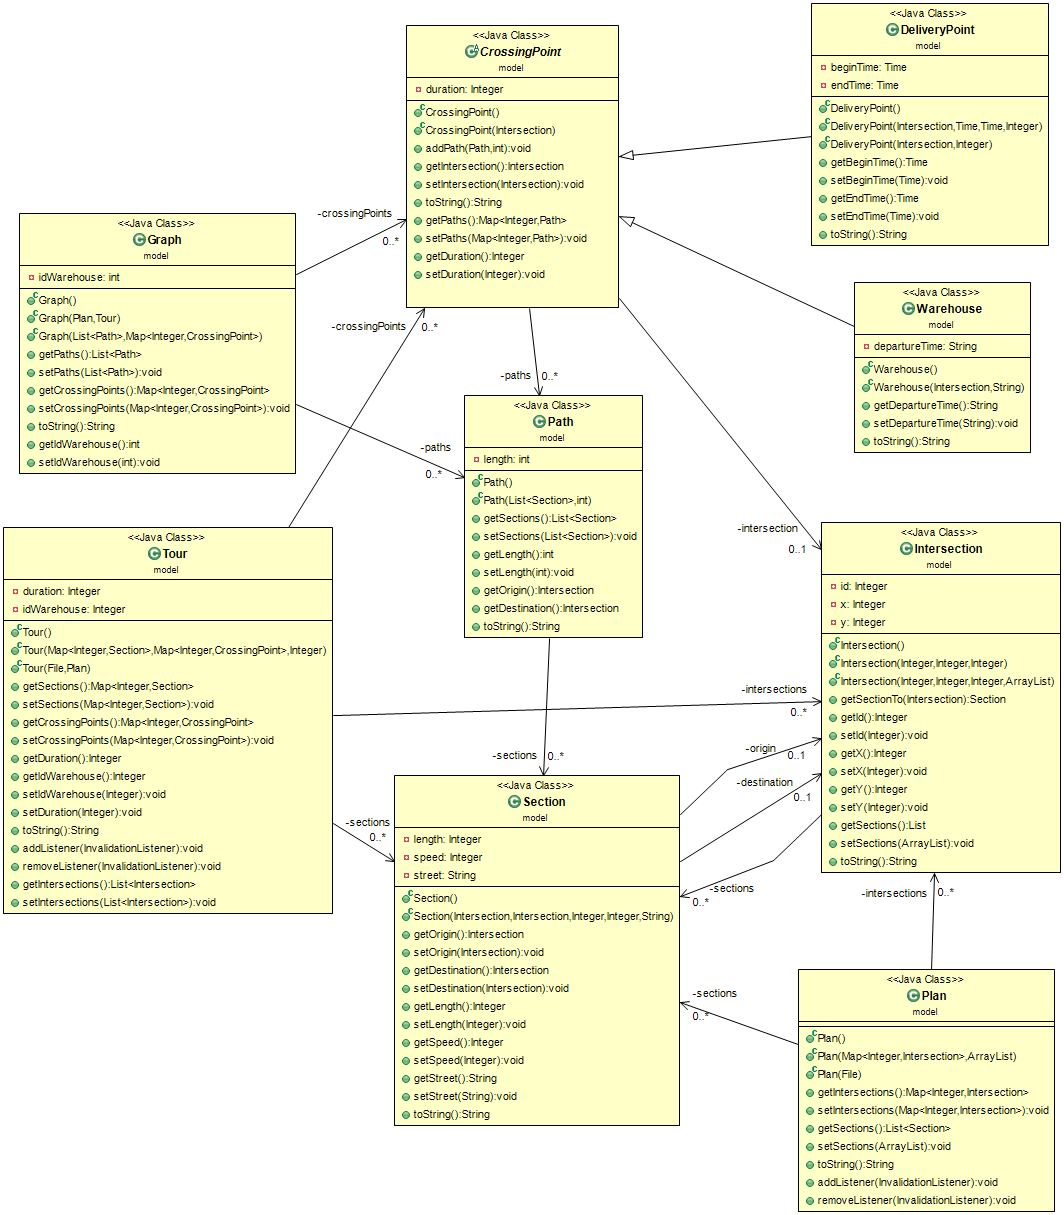 <<Java Class>>
CrossingPoint
model
duration: Integer
CrossingPoint()
CrossingPoint(Intersection)
addPath(Path,int):void
getIntersection():Intersection
setIntersection(Intersection):void
toString():String
getPaths():Map<Integer,Path>
setPaths(Map<Integer,Path>):void
getDuration():Integer
setDuration(Integer):void
<<Java Class>>
DeliveryPoint
model
beginTime: Time
endTime: Time
DeliveryPoint()
DeliveryPoint(Intersection,Time,Time,Integer)
DeliveryPoint(Intersection,Integer)
getBeginTime():Time
setBeginTime(Time):void
getEndTime():Time
setEndTime(Time):void
toString():String
<<Java Class>>
Graph
model
idWarehouse: int
Graph()
Graph(Plan,Tour)
Graph(List<Path>,Map<Integer,CrossingPoint>)
getPaths():List<Path>
setPaths(List<Path>):void
getCrossingPoints():Map<Integer,CrossingPoint>
setCrossingPoints(Map<Integer,CrossingPoint>):void
toString():String
getIdWarehouse():int
setIdWarehouse(int):void
-crossingPoints
0..*
-crossingPoints
0..*
-paths
0..*
-paths
0..*
<<Java Class>>
Warehouse
model
departureTime: String
Warehouse()
Warehouse(Intersection,String)
getDepartureTime():String
setDepartureTime(String):void
toString():String
<<Java Class>>
Path
model
length: int
Path()
Path(List<Section>,int)
getSections():List<Section>
setSections(List<Section>):void
getLength():int
setLength(int):void
getOrigin():Intersection
getDestination():Intersection
toString():String
-intersection
0..1
<<Java Class>>
Tour
model
duration: Integer
idWarehouse: Integer
Tour()
Tour(Map<Integer,Section>,Map<Integer,CrossingPoint>,Integer)
Tour(File,Plan)
getSections():Map<Integer,Section>
setSections(Map<Integer,Section>):void
getCrossingPoints():Map<Integer,CrossingPoint>
setCrossingPoints(Map<Integer,CrossingPoint>):void
getDuration():Integer
getIdWarehouse():Integer
setIdWarehouse(Integer):void
setDuration(Integer):void
toString():String
addListener(InvalidationListener):void
removeListener(InvalidationListener):void
getIntersections():List<Intersection>
setIntersections(List<Intersection>):void
<<Java Class>>
Intersection
model
id: Integer
x: Integer
y: Integer
Intersection()
Intersection(Integer,Integer,Integer)
Intersection(Integer,Integer,Integer,ArrayList)
getSectionTo(Intersection):Section
getId():Integer
setId(Integer):void
getX():Integer
setX(Integer):void
getY():Integer
setY(Integer):void
getSections():List
setSections(ArrayList):void
toString():String
-intersections
0..*
-origin
0..1
-destination
0..1
-sections
0..*
-sections
0..*
-sections
0..*
<<Java Class>>
Section
model
length: Integer
speed: Integer
street: String
Section()
Section(Intersection,Intersection,Integer,Integer,String)
getOrigin():Intersection
setOrigin(Intersection):void
getDestination():Intersection
setDestination(Intersection):void
getLength():Integer
setLength(Integer):void
getSpeed():Integer
setSpeed(Integer):void
getStreet():String
setStreet(String):void
toString():String
-intersections
0..*
-sections
0..*
<<Java Class>>
Plan
model
Plan()
Plan(Map<Integer,Intersection>,ArrayList)
Plan(File)
getIntersections():Map<Integer,Intersection>
setIntersections(Map<Integer,Intersection>):void
getSections():List<Section>
setSections(ArrayList):void
toString():String
addListener(InvalidationListener):void
removeListener(InvalidationListener):void